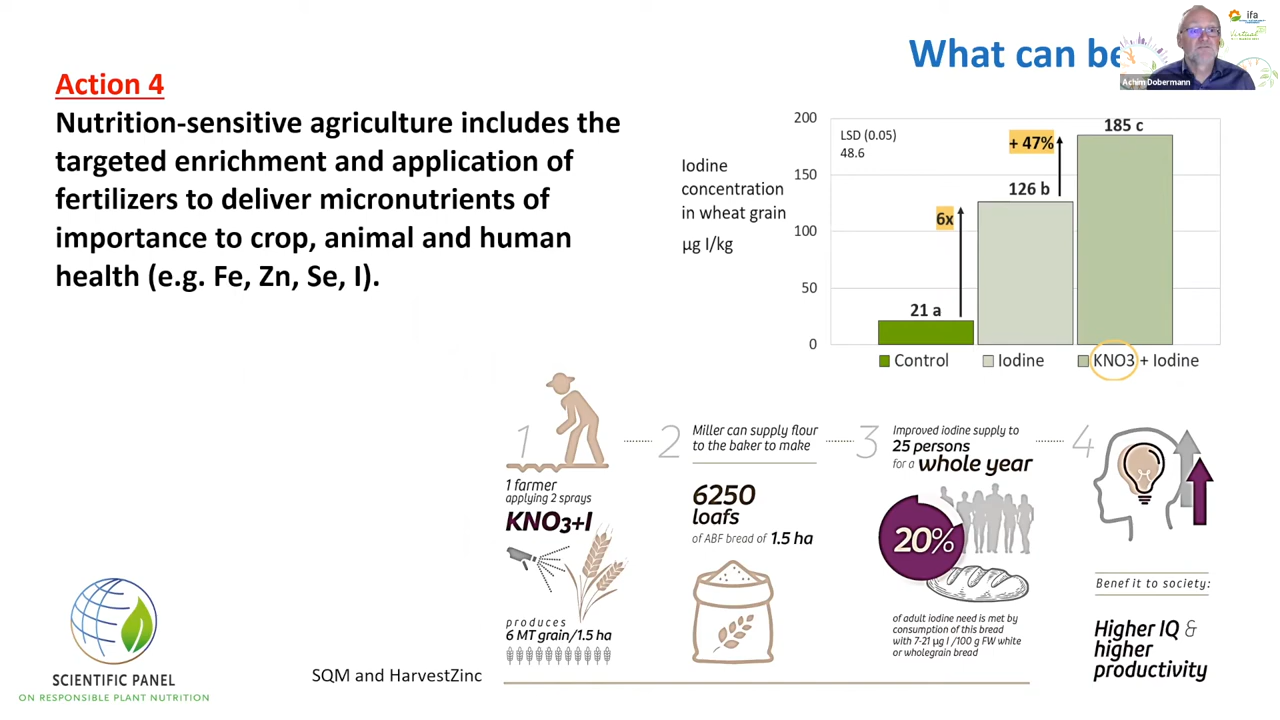 What can be
ifa
Virtual
Achim Dobermann
Action 4
Nutrition-sensitive agriculture includes the
targeted enrichment and application of
fertilizers to deliver micronutrients of
importance to crop, animal and human
health (e.g. Fe, Zn, Se, I).
Iodine
concentration
in wheat grain
µg I/kg
200
150
100
50
0
LSD (0.05)
48.6
21 a
6x
126 b
+ 47%
185 c
Control
Iodine
KNO3 + Iodine
1
1 farmer
applying 2 sprays
KNO3+I
produces
6 MT grain/1.5 ha
2
Miller can supply flour
to the baker to make
6250
loafs
of ABF bread of 1.5 ha
3
Improved iodine supply to
25 persons
for a whole year
20%
of adult iodine need is met by
consumption of this bread
with 7-21 µg I /100 g FW white
or wholegrain bread
4
Benef it to society:
Higher IQ &
higher
productivity
SCIENTIFIC PANEL
ON RESPONSIBLE PLANT NUTRITION
SQM and HarvestZinc